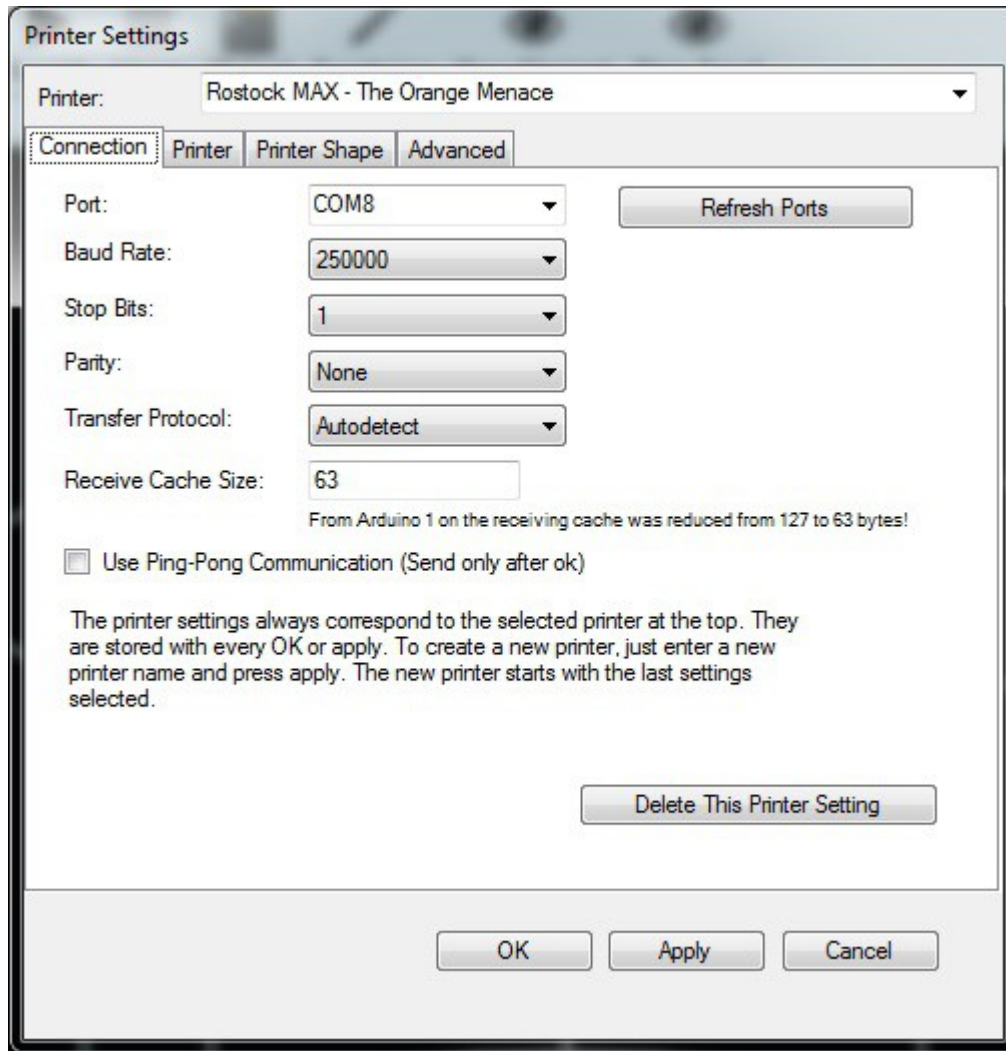 Printer Settings
Printer: Rostock MAX - The Orange Menace
Connection Printer Printer Shape Advanced
Port: COM8 Refresh Ports
Baud Rate: 250000
Stop Bits: 1
Parity: None
Transfer Protocol: Autodetect
Receive Cache Size: 63
From Arduino 1 on the receiving cache was reduced from 127 to 63 bytes!
Use Ping-Pong Communication (Send only after ok)
The printer settings always correspond to the selected printer at the top. They
are stored with every OK or apply. To create a new printer, just enter a new
printer name and press apply. The new printer starts with the last settings
selected.
Delete This Printer Setting
OK Apply Cancel